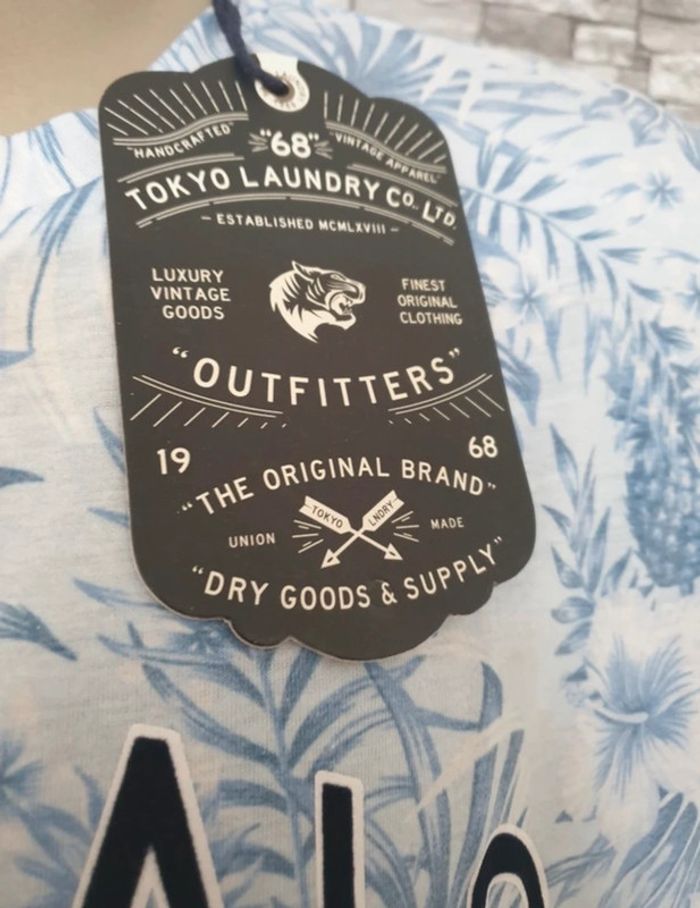 "HANDCRAFTED" "68" "VINTAGE APPAREL"
TOKYO LAUNDRY CO. LTD.
– ESTABLISHED MCMLXVIII –
LUXURY
VINTAGE
GOODS
FINEST
ORIGINAL
CLOTHING
"OUTFITTERS"
19 68
"THE ORIGINAL BRAND"
TOKYO LNDRY
UNION MADE
"DRY GOODS & SUPPLY"